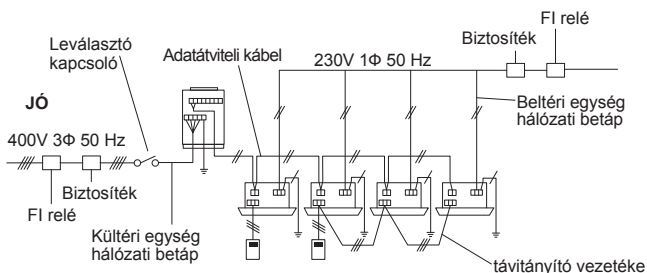 FI relé
Biztosíték
Leválasztó
kapcsoló
Adatátviteli kábel
230V 1Φ 50 Hz
JÓ
400V 3Φ 50 Hz
Beltéri egység
hálózati betáp
Biztosíték
FI relé
Kültéri egység
hálózati betáp
távitányító vezetéke